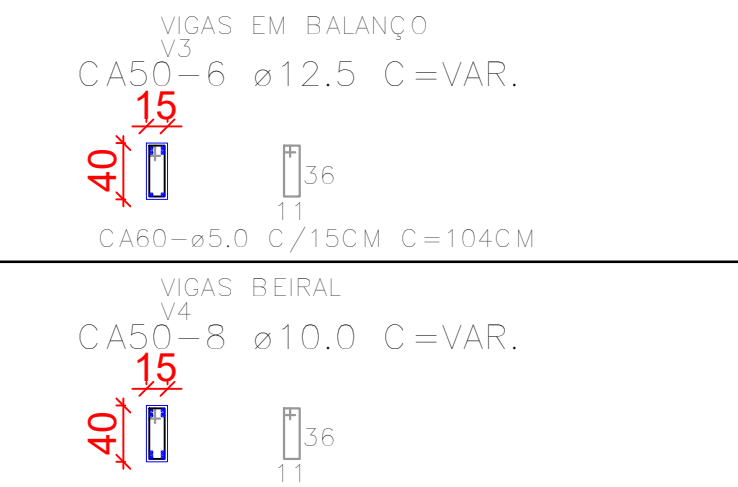 VIGAS EM BALANÇO
V3
CA50-6 ø12.5 C=VAR.
15
40
36
11
CA60-ø5.0 C/15CM C=104CM
VIGAS BEIRAL
V4
CA50-8 ø10.0 C=VAR.
15
40
36
11